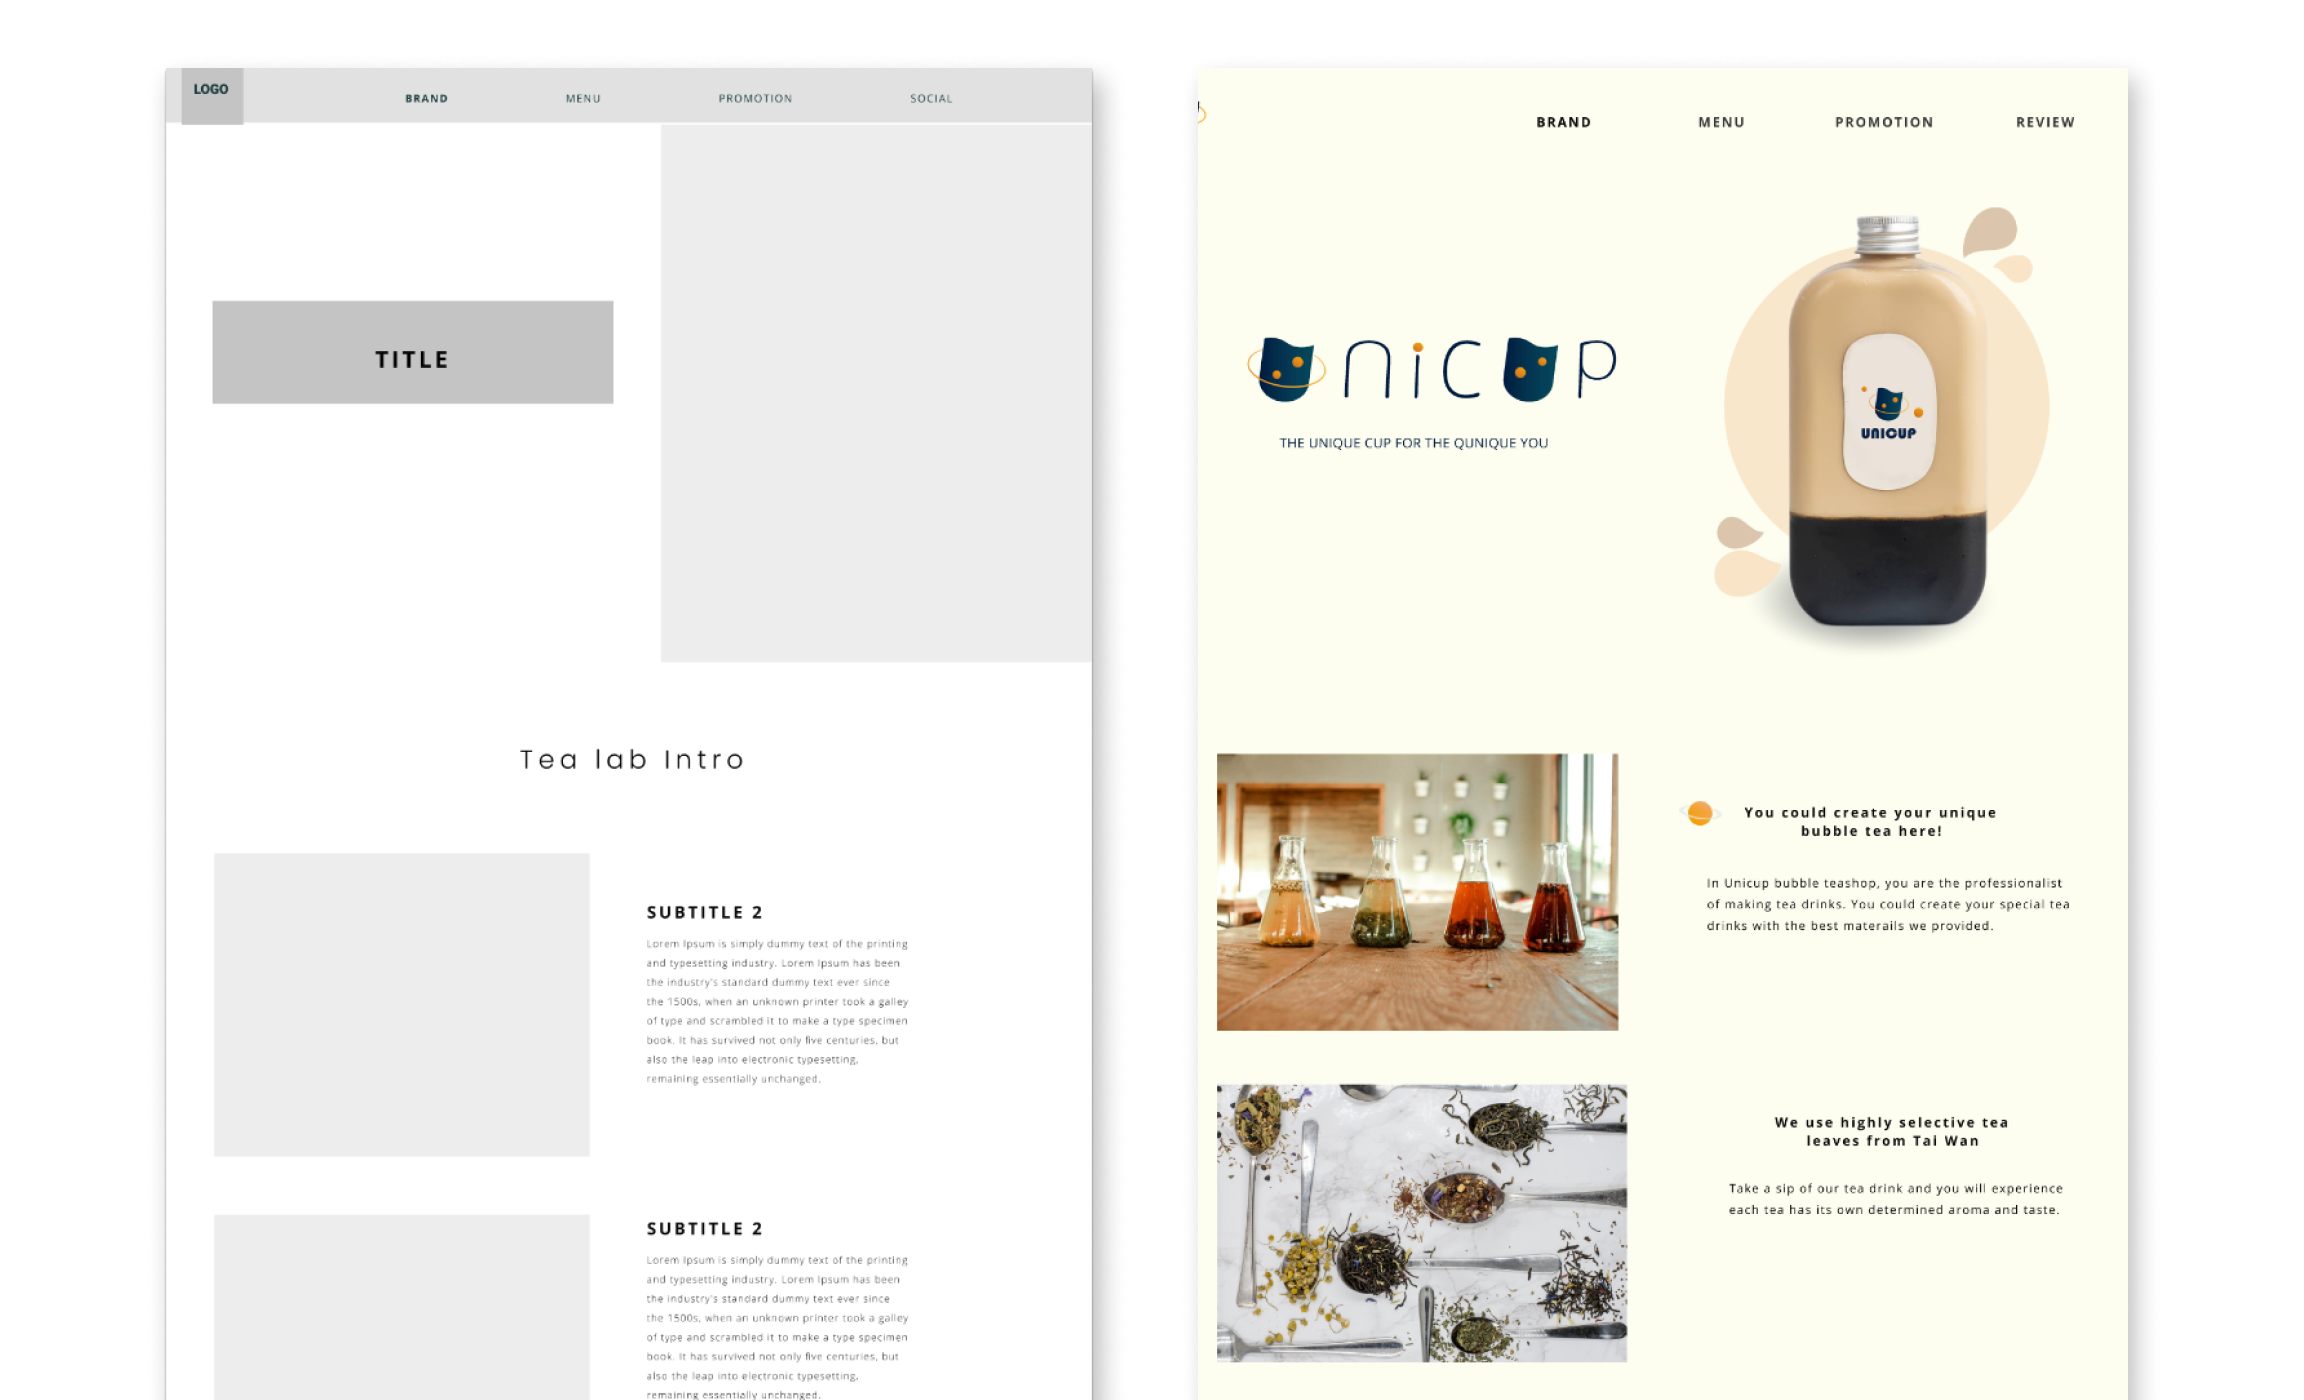 LOGO
BRAND MENU PROMOTION SOCIAL
TITLE
Tea lab Intro
SUBTITLE 2
Lorem Ipsum is simply dummy text of the printing
and typesetting industry. Lorem Ipsum has been
the industry's standard dummy text ever since
the 1500s, when an unknown printer took a galley
of type and scrambled it to make a type specimen
book. It has survived not only five centuries, but
also the leap into electronic typesetting,
remaining essentially unchanged.
SUBTITLE 2
Lorem Ipsum is simply dummy text of the printing
and typesetting industry. Lorem Ipsum has been
the industry's standard dummy text ever since
the 1500s, when an unknown printer took a galley
of type and scrambled it to make a type specimen
book. It has survived not only five centuries, but
also the leap into electronic typesetting,
remaining essentially unchanged.
BRAND MENU PROMOTION REVIEW
UNiCUP
THE UNIQUE CUP FOR THE QUNIQUE YOU
UNICUP
You could create your unique
bubble tea here!
In Unicup bubble teashop, you are the professionalist
of making tea drinks. You could create your special tea
drinks with the best materails we provided.
We use highly selective tea
leaves from Tai Wan
Take a sip of our tea drink and you will experience
each tea has its own determined aroma and taste.